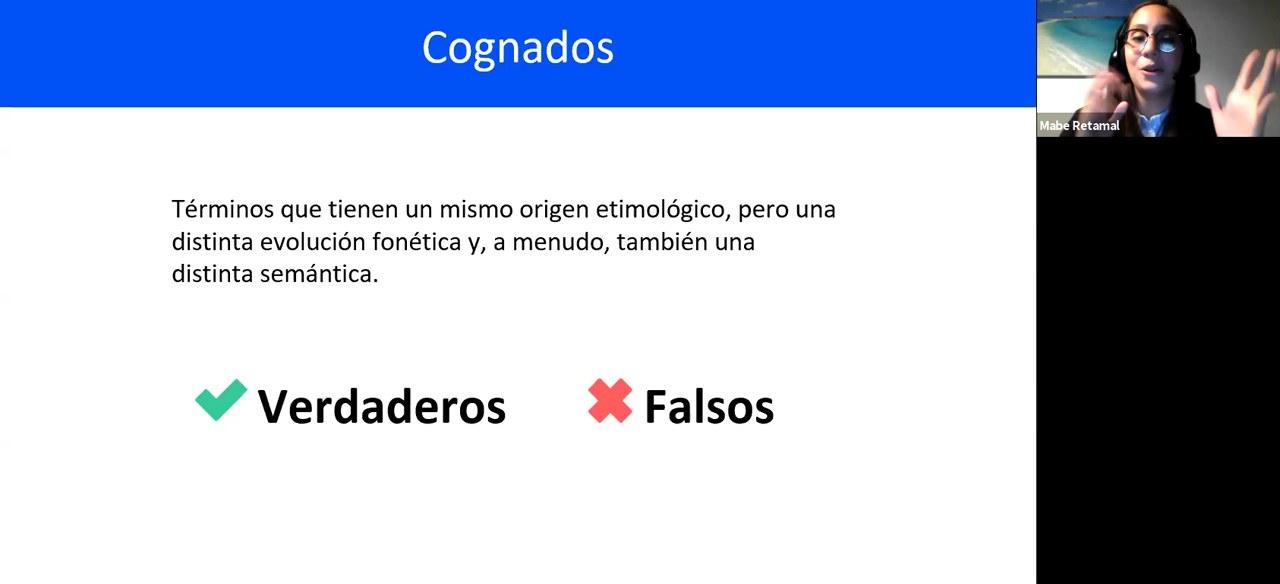 Cognados
Términos que tienen un mismo origen etimológico, pero una
distinta evolución fonética y, a menudo, también una
distinta semántica.
Verdaderos
Falsos
Mabe Retamal